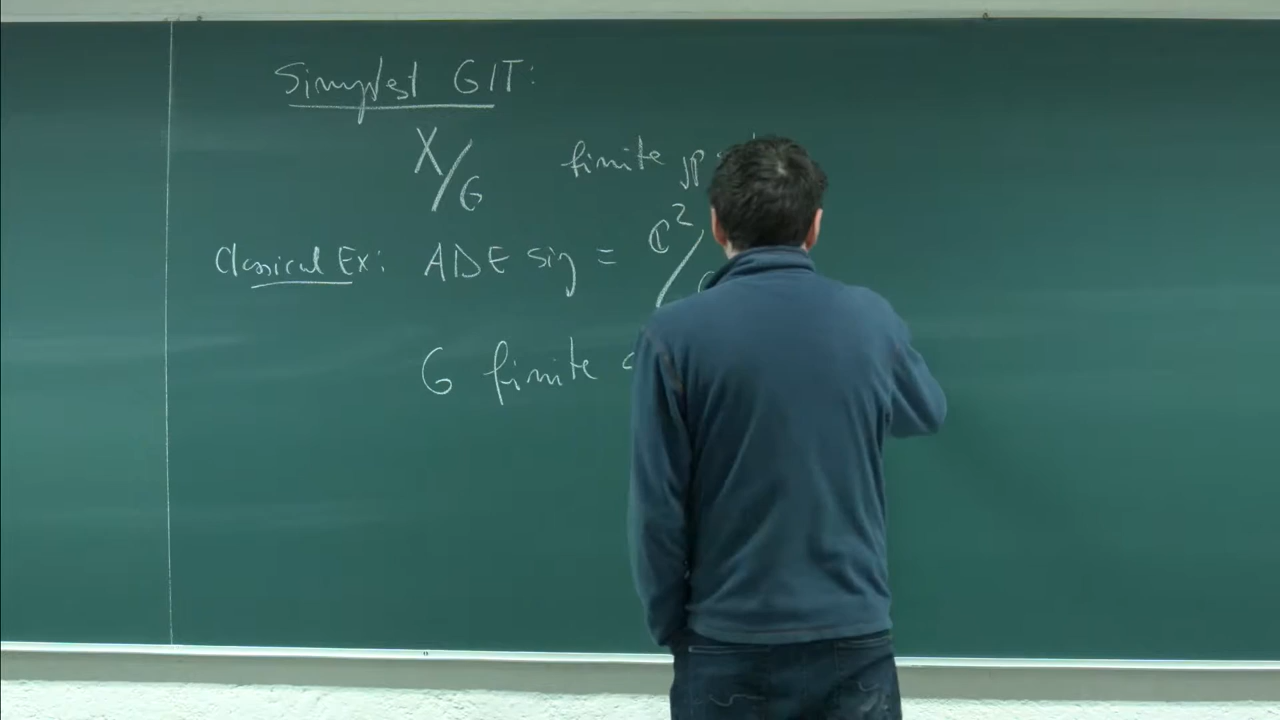 Simplest GIT:
X/G finite
Classical Ex: ADE sing = ℂ²/
G finite